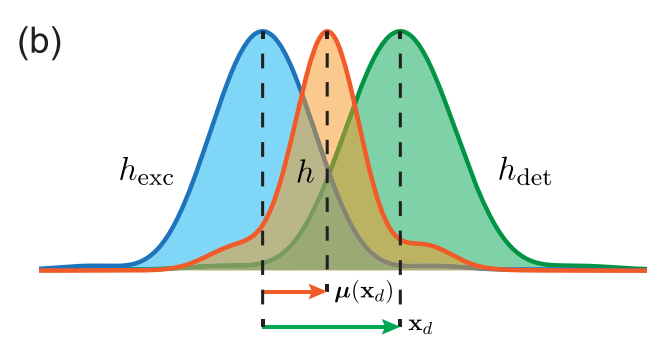 (b)
h_exc
h
h_det
μ(x_d)
x_d